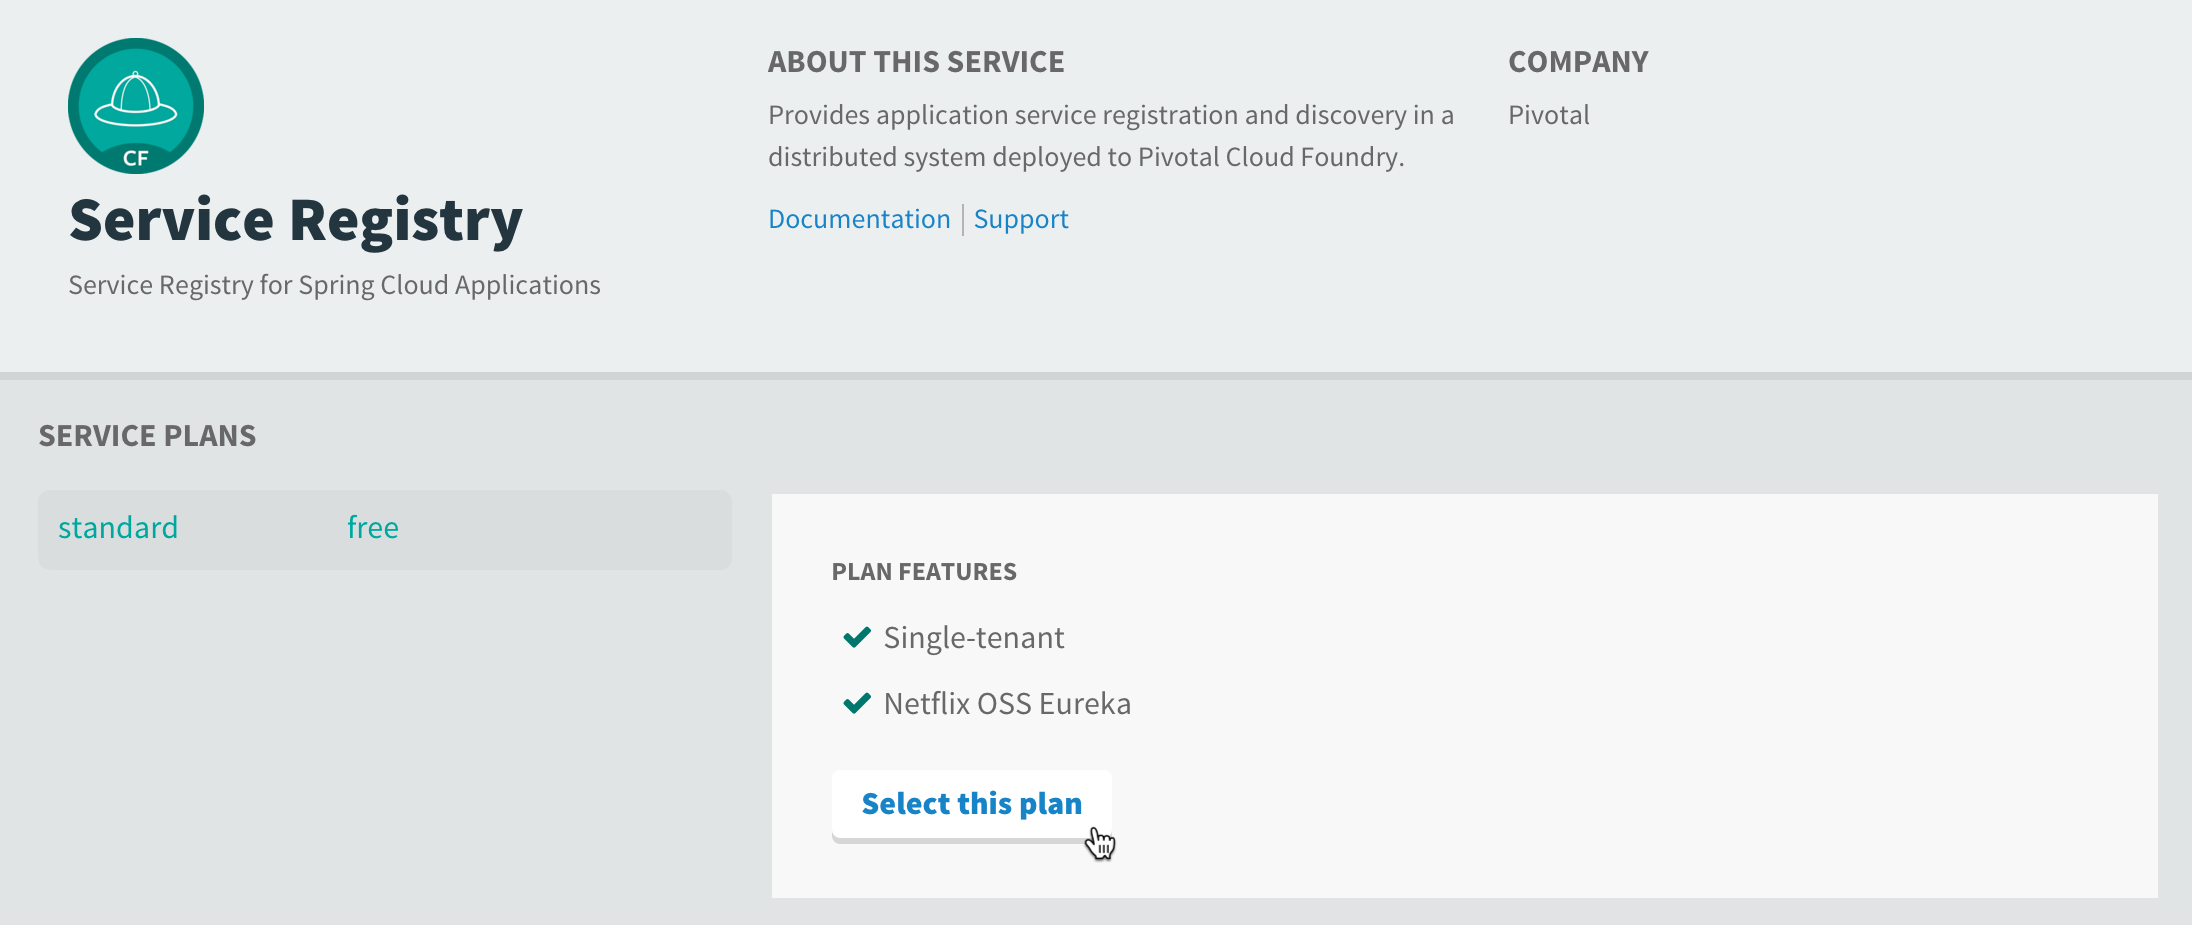 CF
Service Registry
Service Registry for Spring Cloud Applications
ABOUT THIS SERVICE
Provides application service registration and discovery in a
distributed system deployed to Pivotal Cloud Foundry.
Documentation | Support
COMPANY
Pivotal
SERVICE PLANS
standard free
PLAN FEATURES
Single-tenant
Netflix OSS Eureka
Select this plan